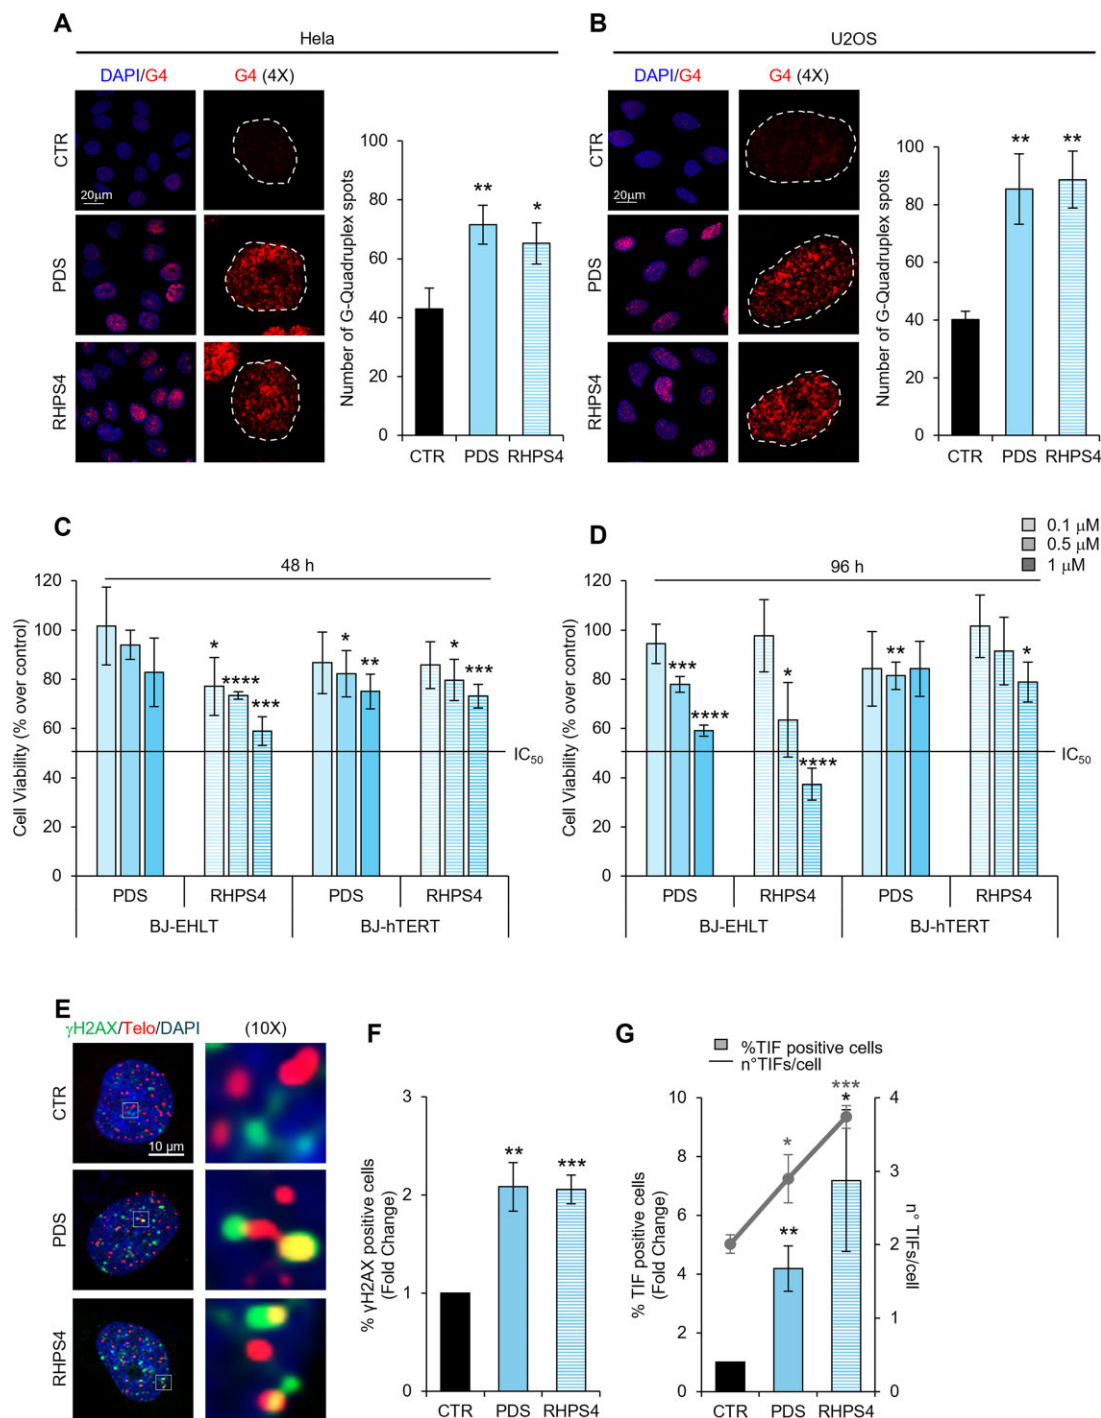 A
Hela
DAPI/G4
G4 (4X)
CTR
20μm
PDS
RHPS4
Number of G-Quadruplex spots
100
80
60
40
20
0
**
*
CTR PDS RHPS4
B
U2OS
DAPI/G4
G4 (4X)
CTR
20μm
PDS
RHPS4
Number of G-Quadruplex spots
100
80
60
40
20
0
**
**
CTR PDS RHPS4
C
48 h
Cell Viability (% over control)
120
100
80
60
40
20
0
*
****
***
*
**
*
***
IC50
PDS RHPS4 PDS RHPS4
BJ-EHLT BJ-hTERT
D
0.1 μM
0.5 μM
1 μM
96 h
Cell Viability (% over control)
120
100
80
60
40
20
0
***
****
*
****
**
*
IC50
PDS RHPS4 PDS RHPS4
BJ-EHLT BJ-hTERT
E
γH2AX/Telo/DAPI
(10X)
CTR
10 μm
PDS
RHPS4
F
% γH2AX positive cells
(Fold Change)
3
2
1
0
**
***
CTR PDS RHPS4
G
%TIF positive cells
n°TIFs/cell
% TIF positive cells
(Fold Change)
10
8
6
4
2
0
*
**
***
*
4
3
2
1
0
n° TIFs/cell
CTR PDS RHPS4